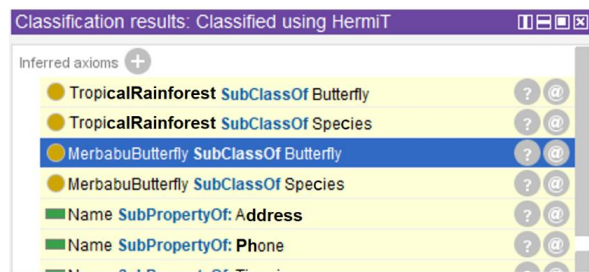 Classification results: Classified using HermiT
Inferred axioms
TropicalRainforest SubClassOf Butterfly
TropicalRainforest SubClassOf Species
MerbabuButterfly SubClassOf Butterfly
MerbabuButterfly SubClassOf Species
Name SubPropertyOf: Address
Name SubPropertyOf: Phone